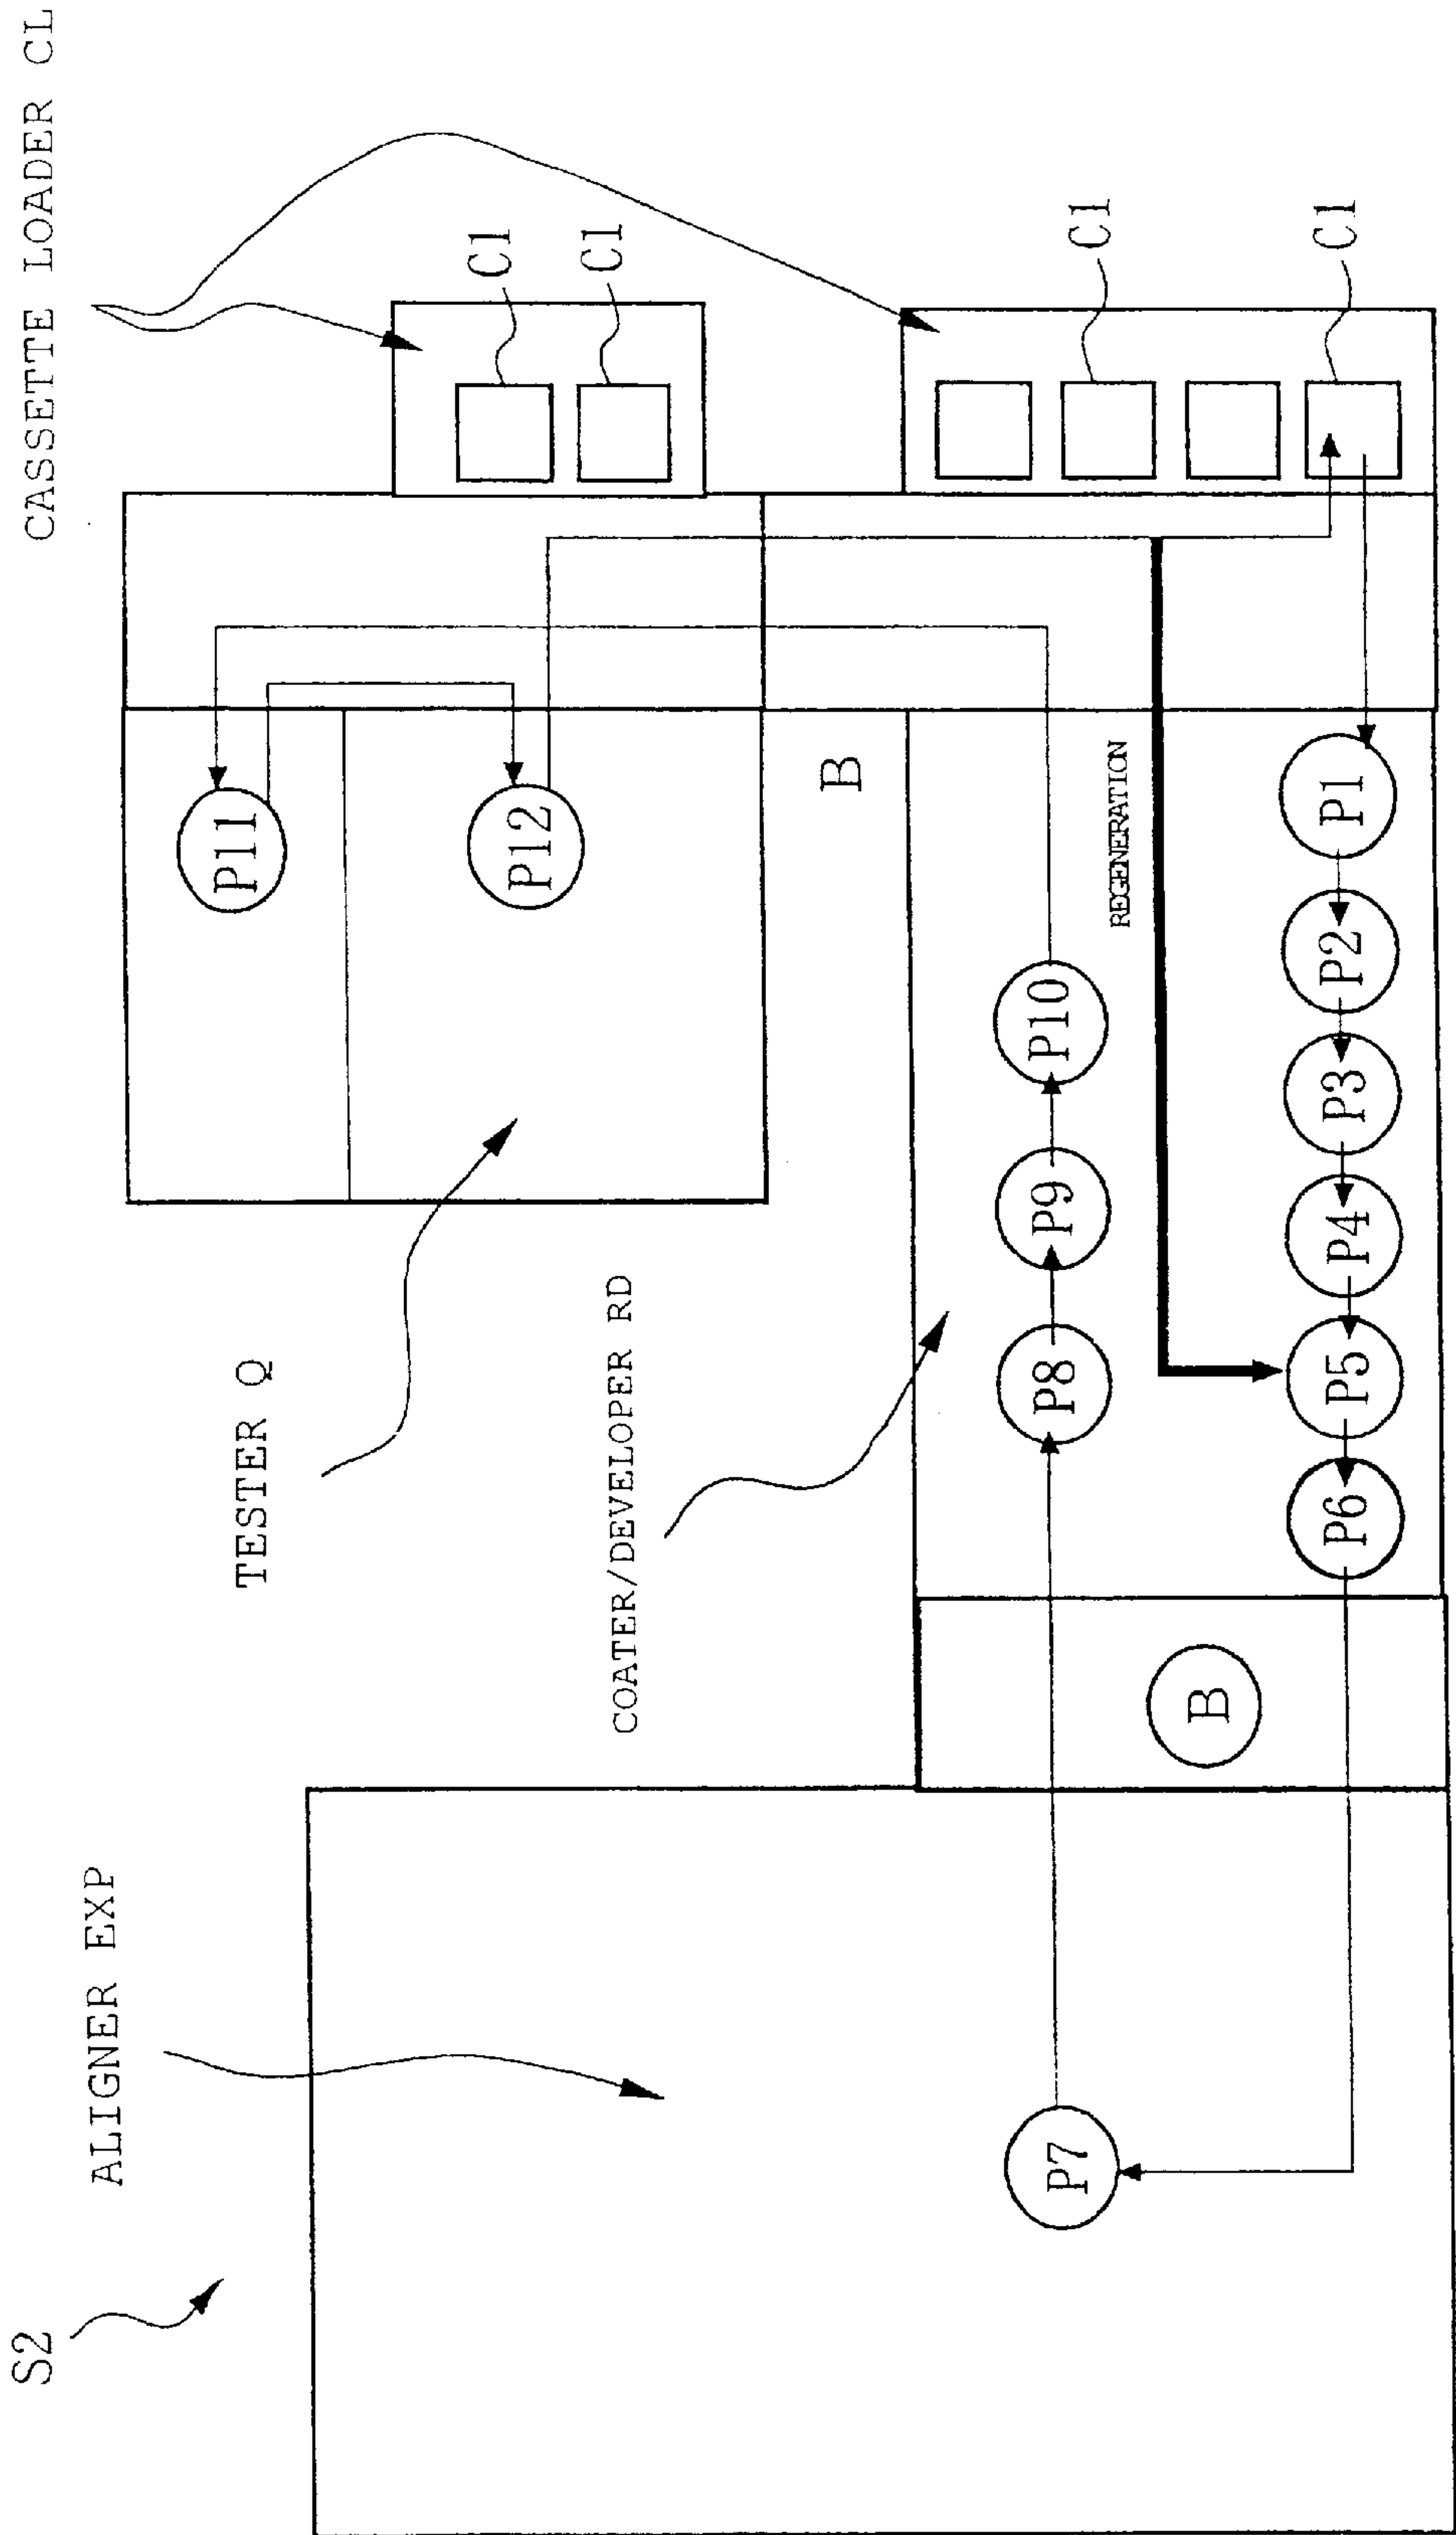 S2
ALIGNER EXP
TESTER Q
COATER/DEVELOPER RD
CASSETTE LOADER CL
C1
C1
C1
C1
P11
P12
B
REGENERATION
P10
P9
P8
P7
B
P6
P5
P4
P3
P2
P1